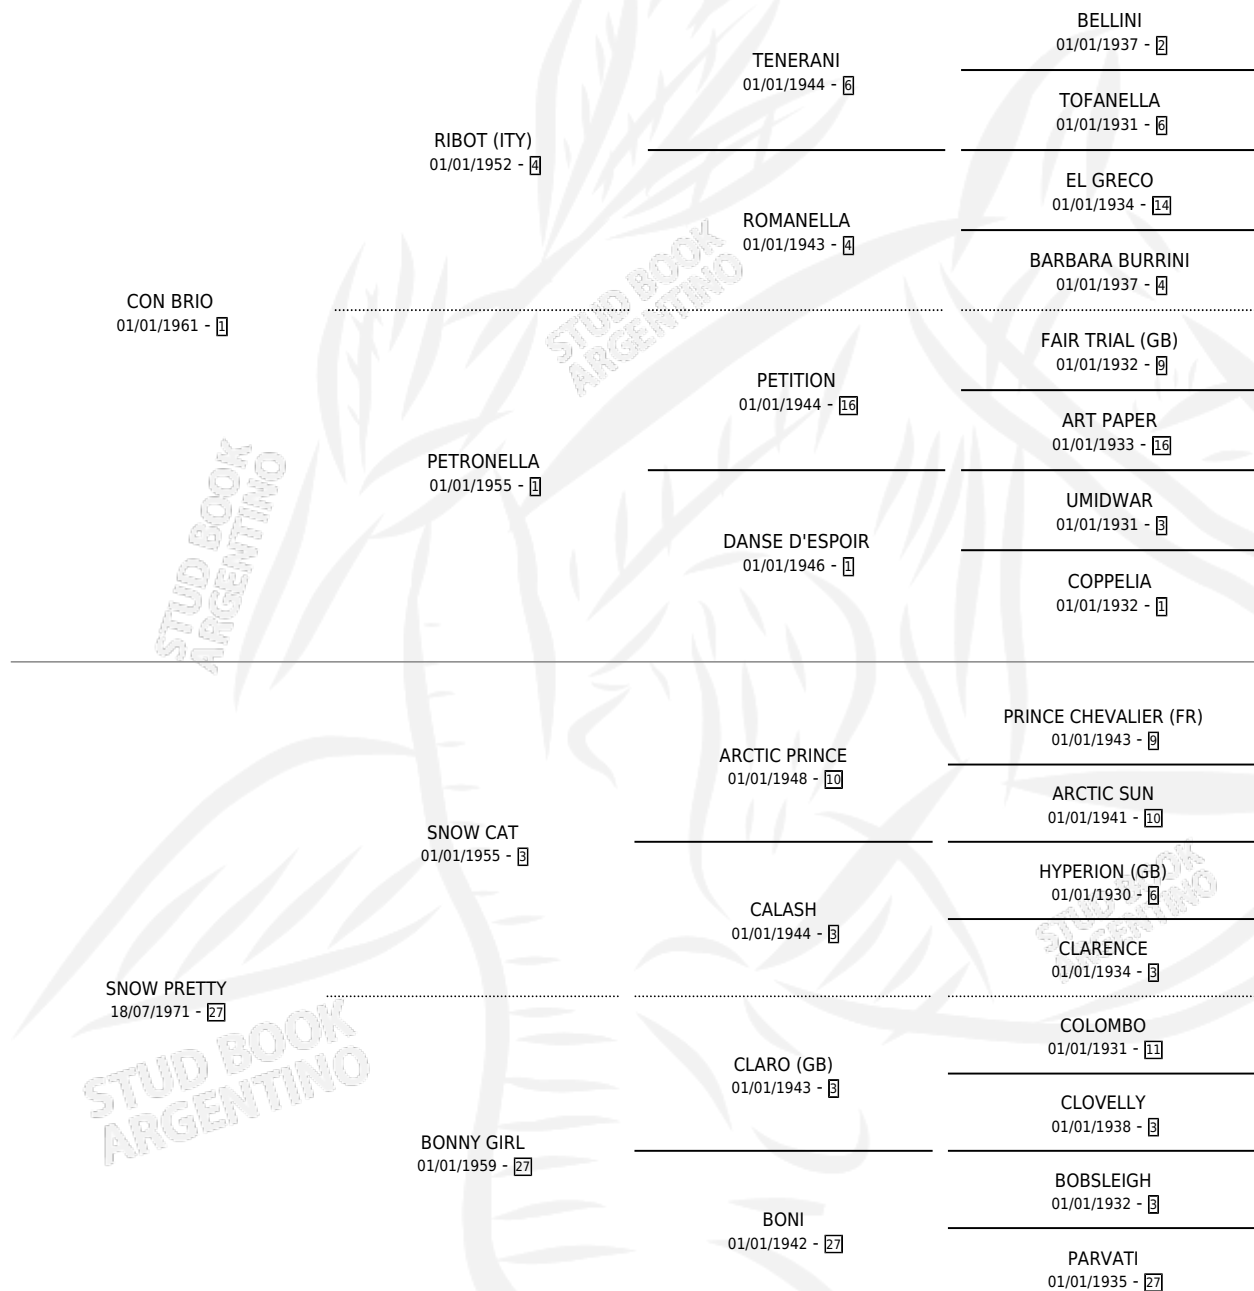 BELLINI
01/01/1937 - 2
TENERANI
01/01/1944 - 6
TOFANELLA
01/01/1931 - 6
RIBOT (ITY)
01/01/1952 - 4
EL GRECO
01/01/1934 - 14
ROMANELLA
01/01/1943 - 4
BARBARA BURRINI
01/01/1937 - 4
CON BRIO
01/01/1961 - 1
STUD BOOK
ARGENTINO
FAIR TRIAL (GB)
01/01/1932 - 9
PETITION
01/01/1944 - 16
ART PAPER
01/01/1933 - 16
PETRONELLA
01/01/1955 - 1
UMIDWAR
01/01/1931 - 3
DANSE D'ESPOIR
01/01/1946 - 1
COPPELIA
01/01/1932 - 1
STUD BOOK
ARGENTINO
PRINCE CHEVALIER (FR)
01/01/1943 - 9
ARCTIC PRINCE
01/01/1948 - 10
ARCTIC SUN
01/01/1941 - 10
SNOW CAT
01/01/1955 - 3
HYPERION (GB)
01/01/1930 - 6
CALASH
01/01/1944 - 3
CLARENCE
01/01/1934 - 3
STUD BOOK
ARGENTINO
SNOW PRETTY
18/07/1971 - 27
COLOMBO
01/01/1931 - 11
CLARO (GB)
01/01/1943 - 3
CLOVELLY
01/01/1938 - 3
STUD BOOK
ARGENTINO
BONNY GIRL
01/01/1959 - 27
BOBSLEIGH
01/01/1932 - 3
BONI
01/01/1942 - 27
PARVATI
01/01/1935 - 27